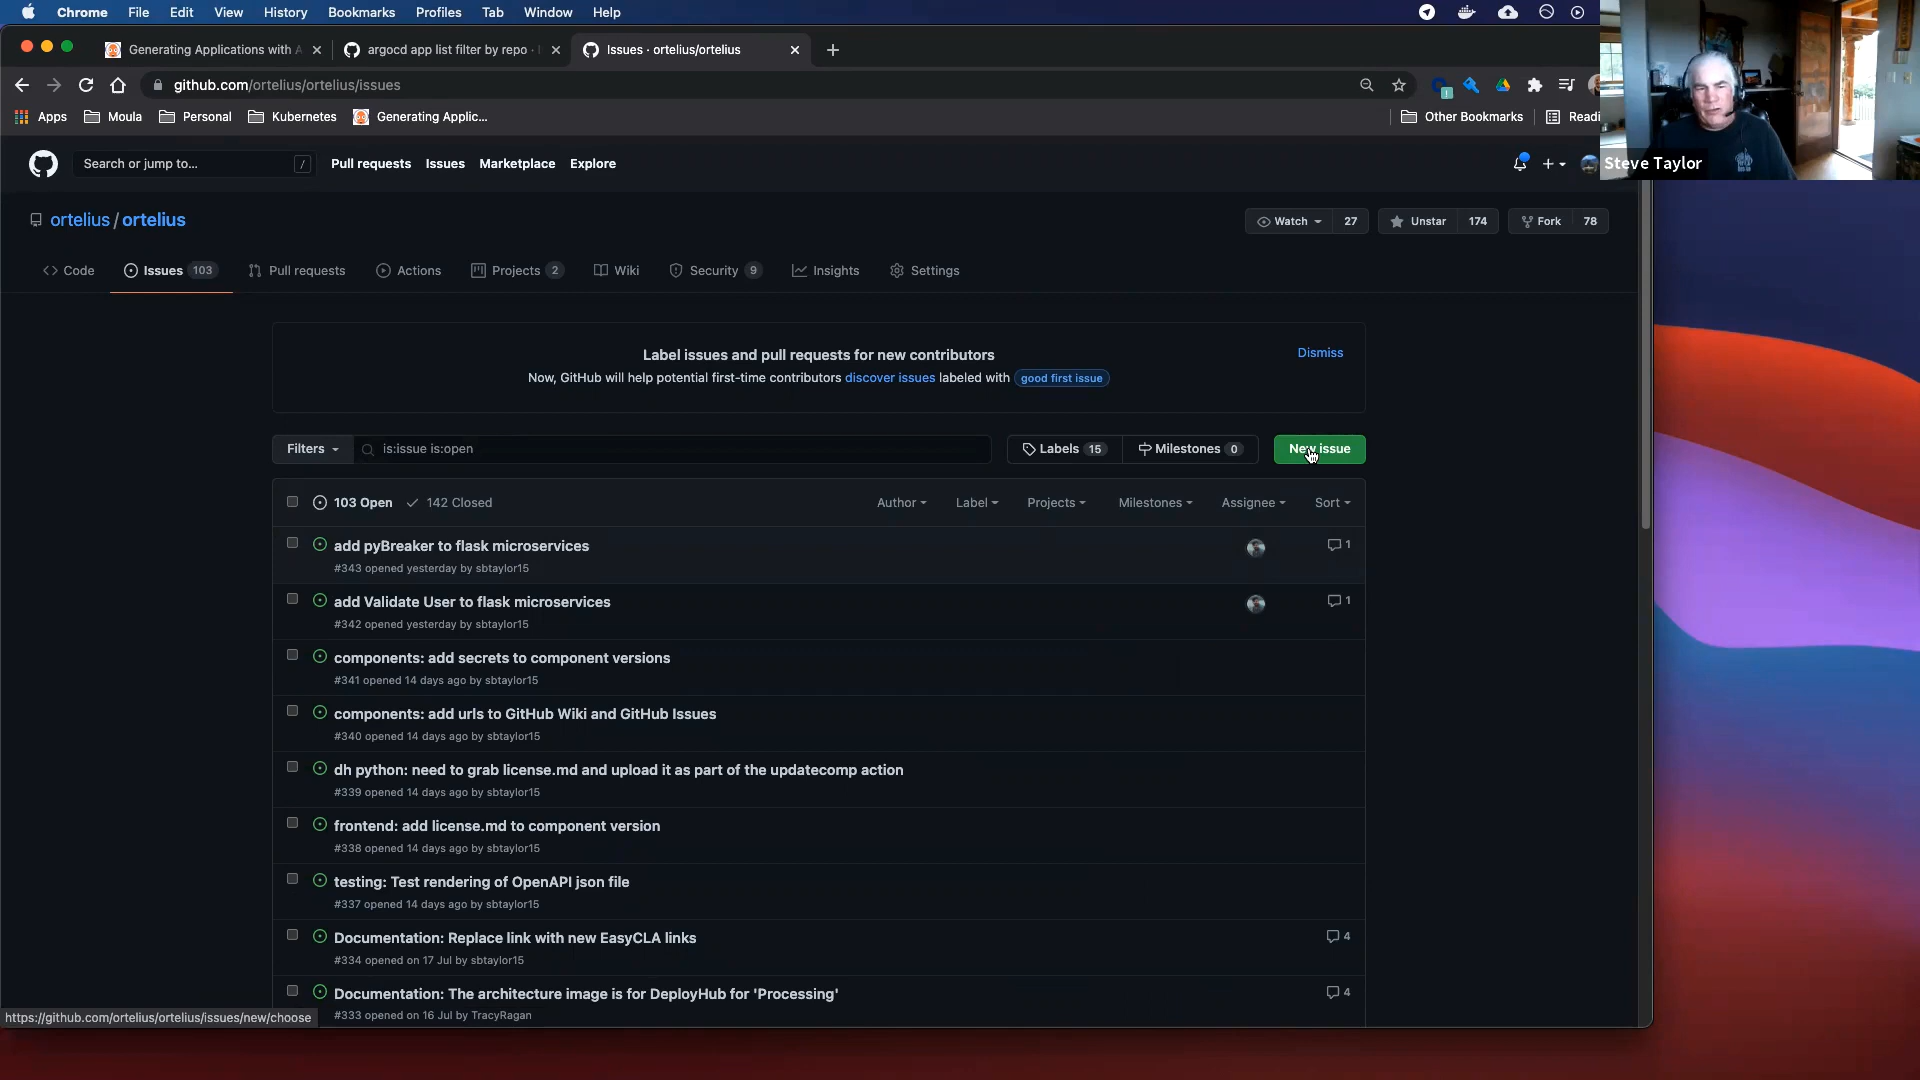 Chrome File Edit View History Bookmarks Profiles Tab Window Help
Generating Applications with A
argocd app list filter by repo ·
Issues · ortelius/ortelius
github.com/ortelius/ortelius/issues
Apps Moula Personal Kubernetes Generating Applic... Other Bookmarks Readi
Search or jump to... / Pull requests Issues Marketplace Explore
Steve Taylor
ortelius / ortelius
Watch 27 Unstar 174 Fork 78
Code Issues 103 Pull requests Actions Projects 2 Wiki Security 9 Insights Settings
Label issues and pull requests for new contributors
Dismiss
Now, GitHub will help potential first-time contributors discover issues labeled with good first issue
Filters is:issue is:open Labels 15 Milestones 0 New issue
103 Open 142 Closed Author Label Projects Milestones Assignee Sort
add pyBreaker to flask microservices 1
#343 opened yesterday by sbtaylor15
add Validate User to flask microservices 1
#342 opened yesterday by sbtaylor15
components: add secrets to component versions
#341 opened 14 days ago by sbtaylor15
components: add urls to GitHub Wiki and GitHub Issues
#340 opened 14 days ago by sbtaylor15
dh python: need to grab license.md and upload it as part of the updatecomp action
#339 opened 14 days ago by sbtaylor15
frontend: add license.md to component version
#338 opened 14 days ago by sbtaylor15
testing: Test rendering of OpenAPI json file
#337 opened 14 days ago by sbtaylor15
Documentation: Replace link with new EasyCLA links 4
#334 opened on 17 Jul by sbtaylor15
Documentation: The architecture image is for DeployHub for 'Processing' 4
#333 opened on 16 Jul by TracyRagan
https://github.com/ortelius/ortelius/issues/new/choose